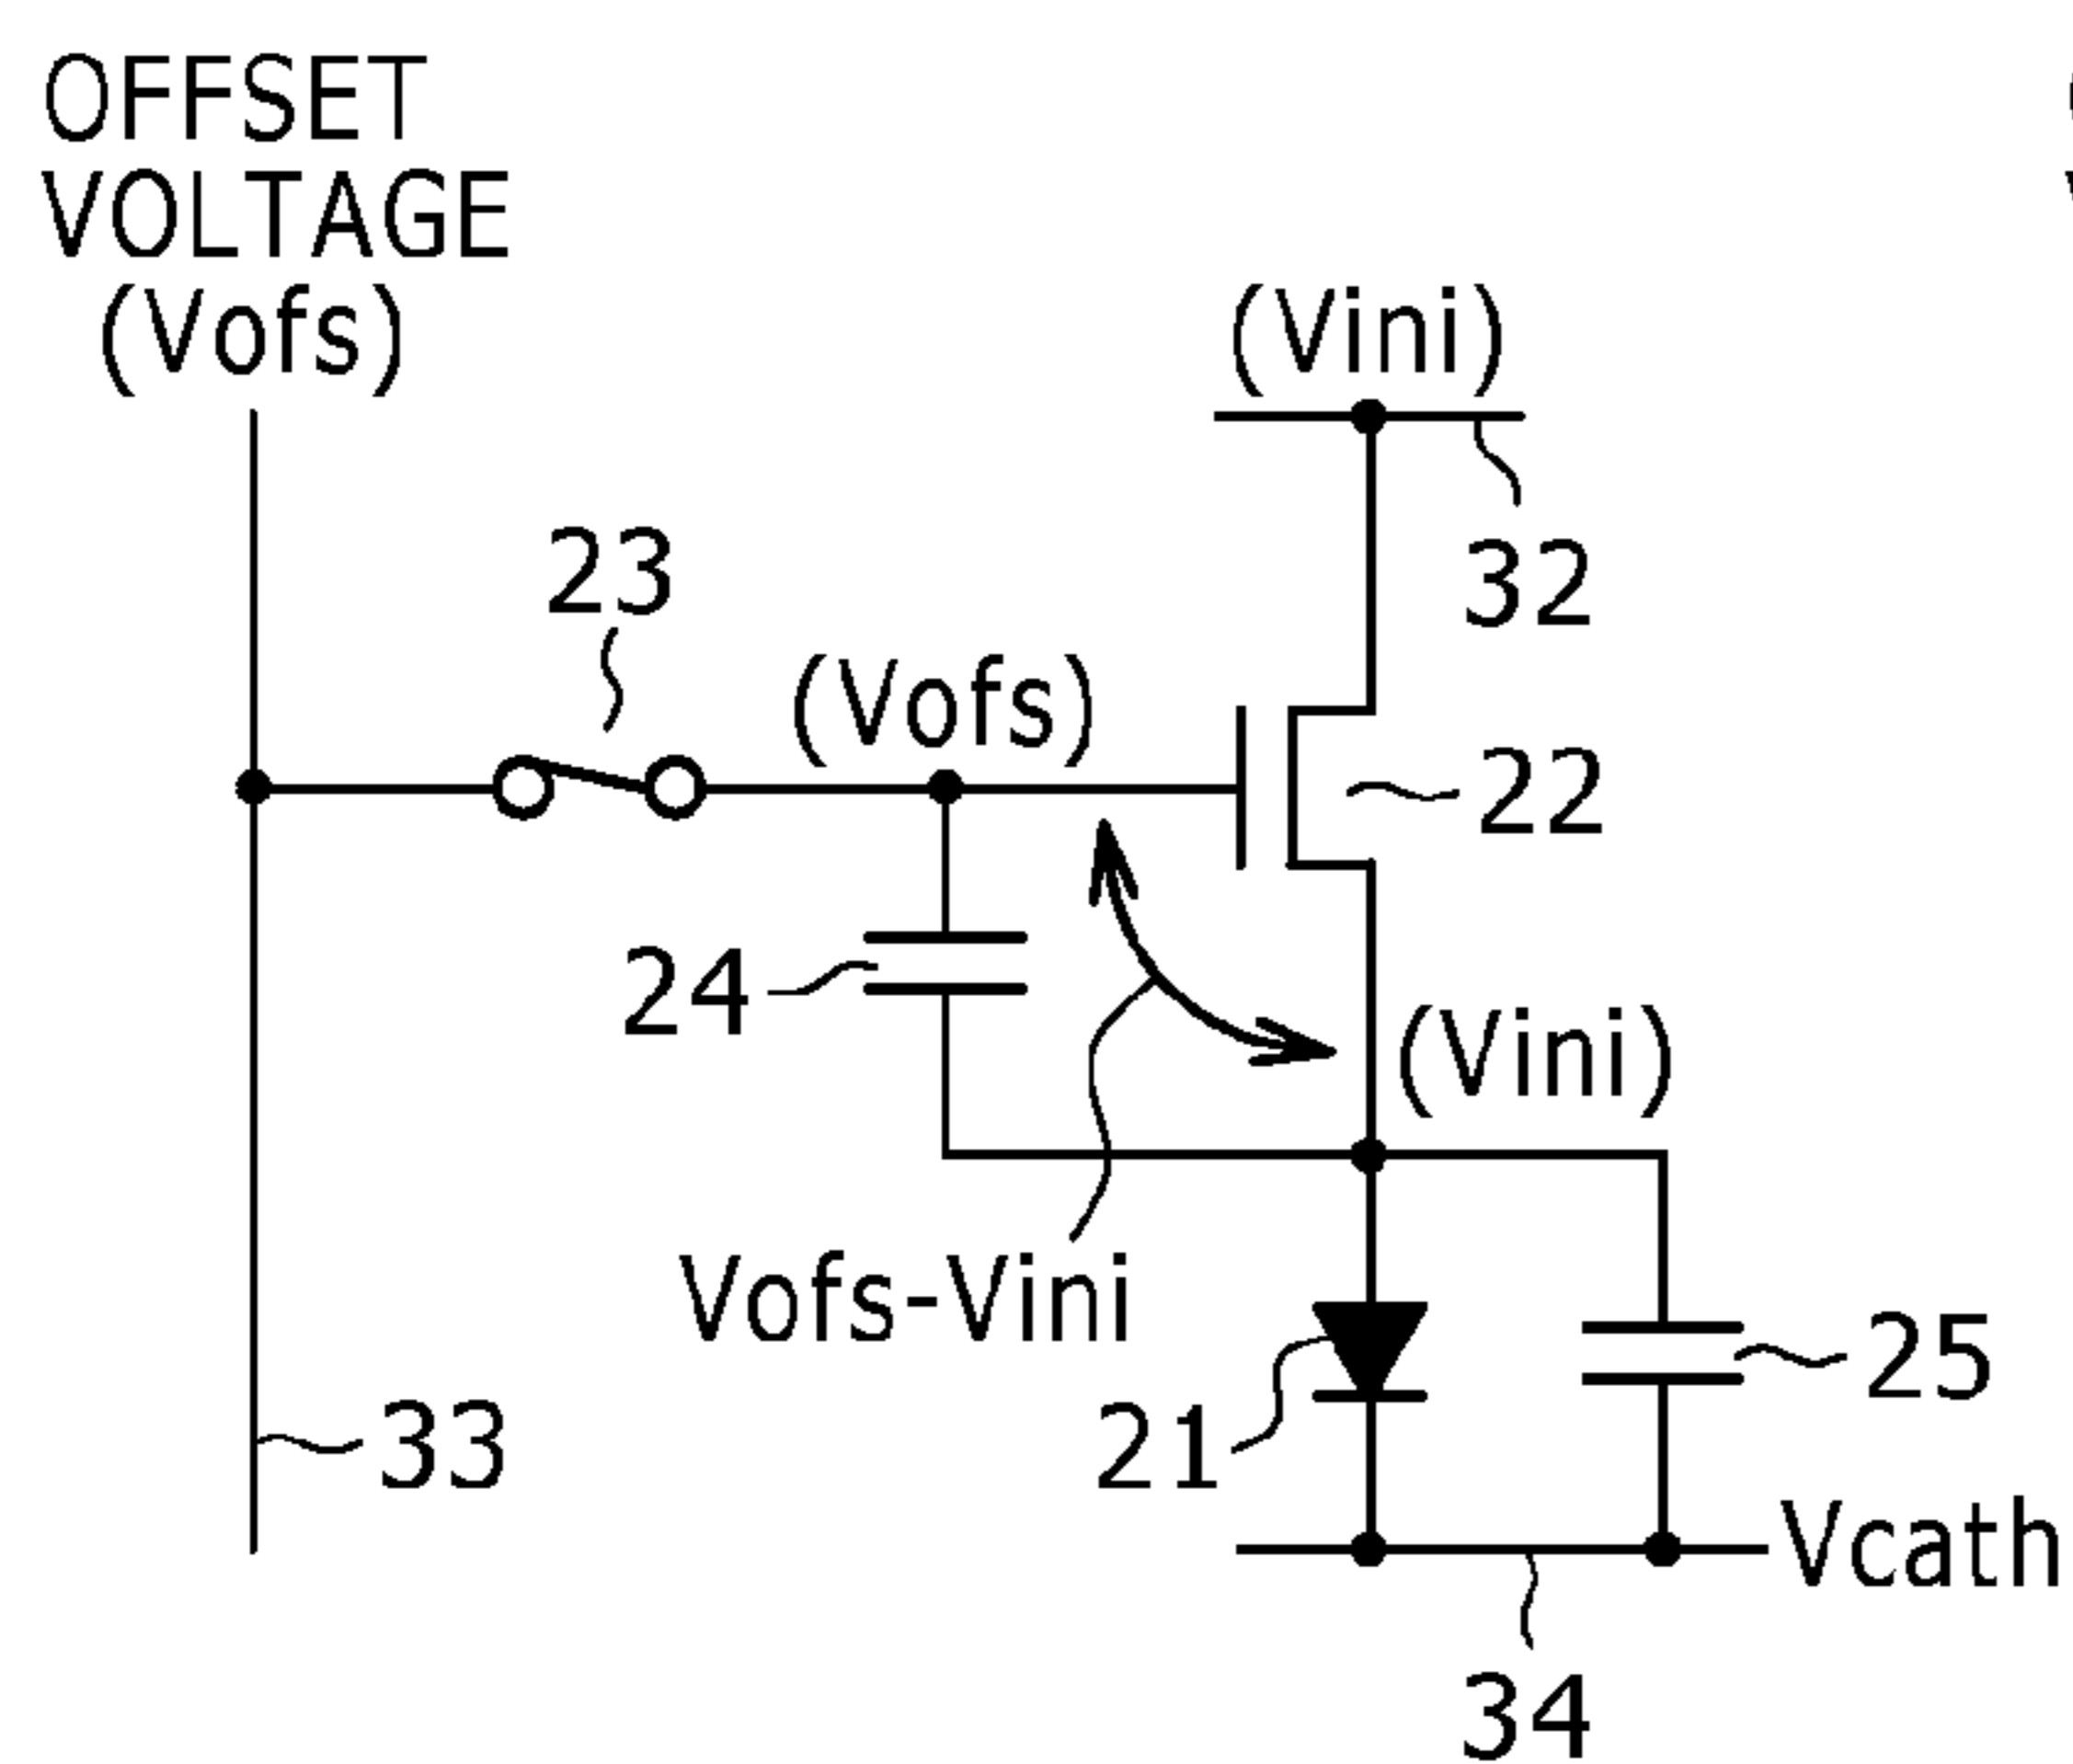 OFFSET
VOLTAGE
(Vofs)
(Vini)
32
23
(Vofs)
22
24
(Vini)
Vofs-Vini
25
21
33
Vcath
34